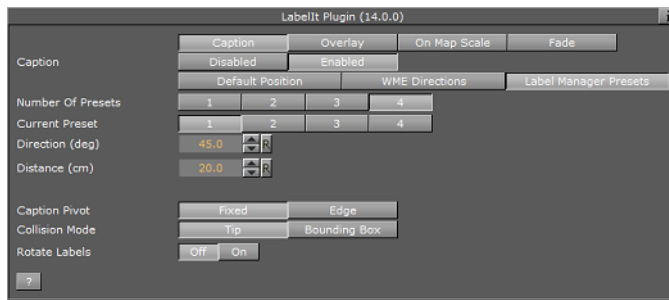 LabelIt Plugin (14.0.0)
Caption Overlay On Map Scale Fade
Caption Disabled Enabled
Default Position WME Directions Label Manager Presets
Number Of Presets 1 2 3 4
Current Preset 1 2 3 4
Direction (deg) 45.0 R
Distance (cm) 20.0 R
Caption Pivot Fixed Edge
Collision Mode Tip Bounding Box
Rotate Labels Off On
?